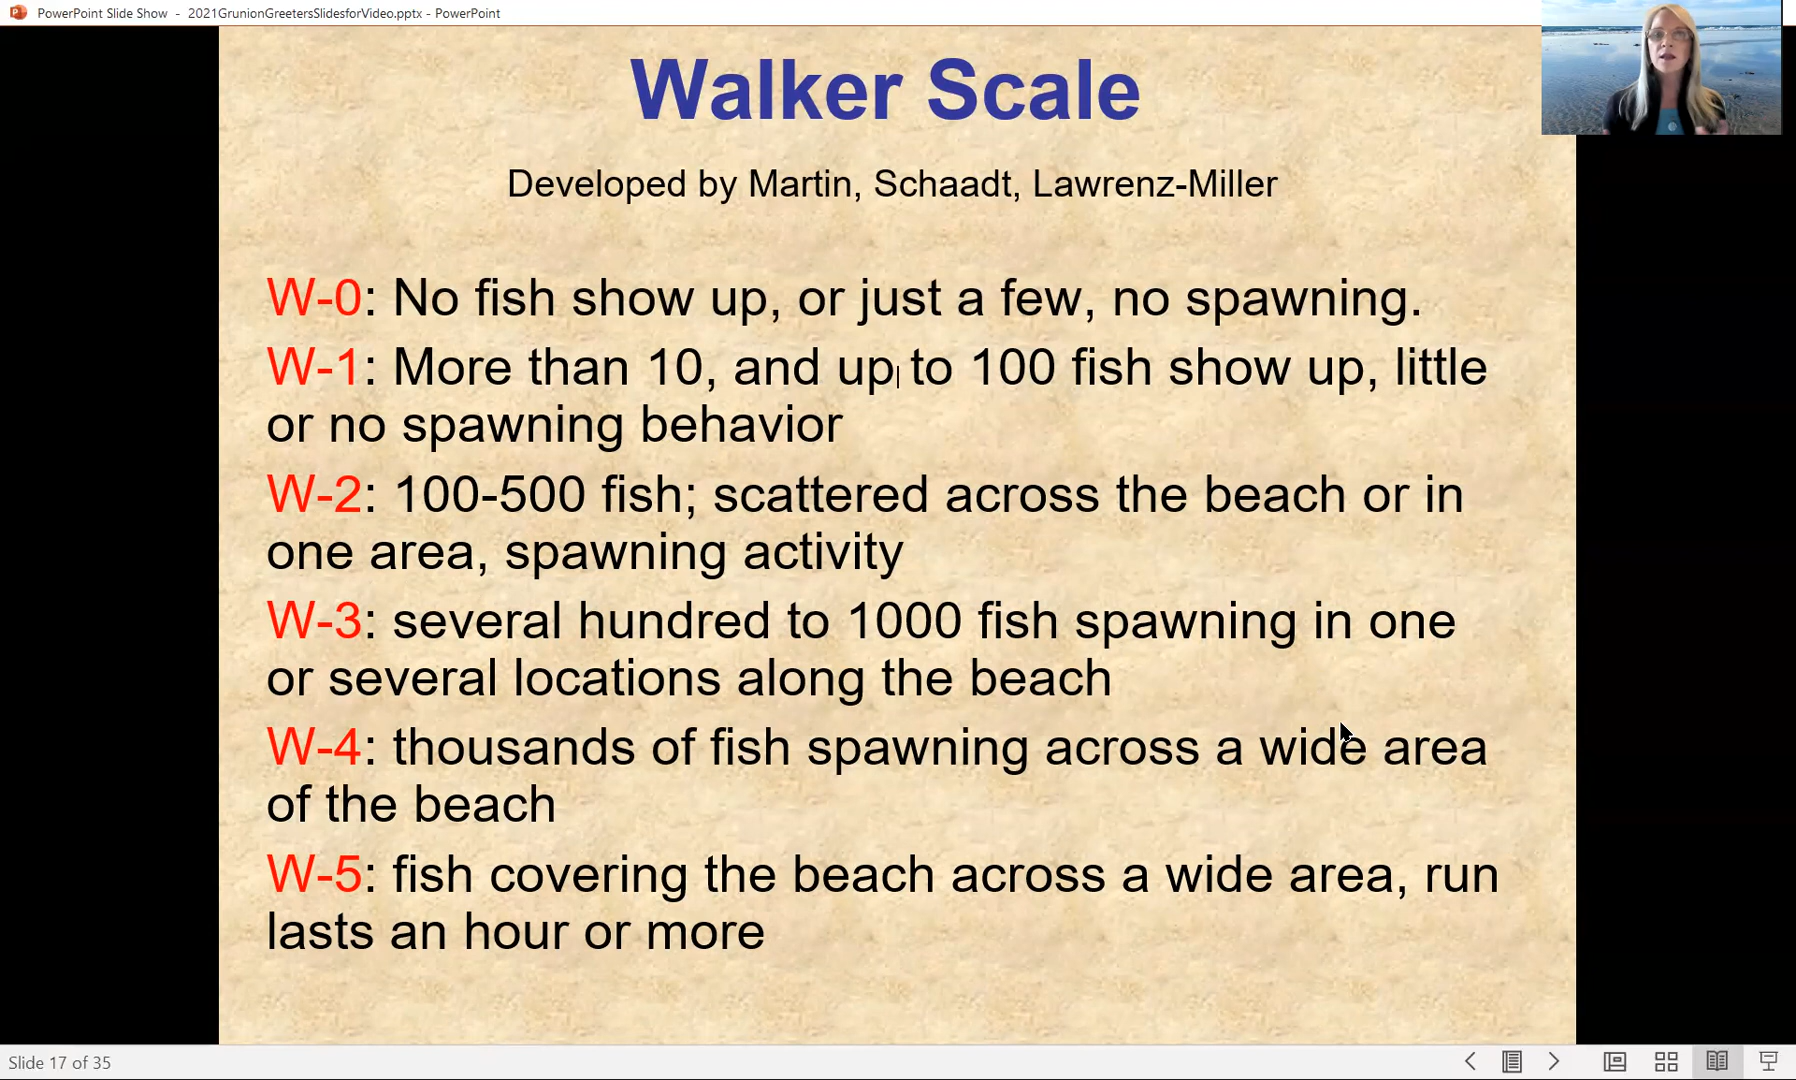 PowerPoint Slide Show - 2021GrunionGreetersSlidesforVideo.pptx - PowerPoint
Walker Scale
Developed by Martin, Schaadt, Lawrenz-Miller
W-0: No fish show up, or just a few, no spawning.
W-1: More than 10, and up to 100 fish show up, little
or no spawning behavior
W-2: 100-500 fish; scattered across the beach or in
one area, spawning activity
W-3: several hundred to 1000 fish spawning in one
or several locations along the beach
W-4: thousands of fish spawning across a wide area
of the beach
W-5: fish covering the beach across a wide area, run
lasts an hour or more
Slide 17 of 35